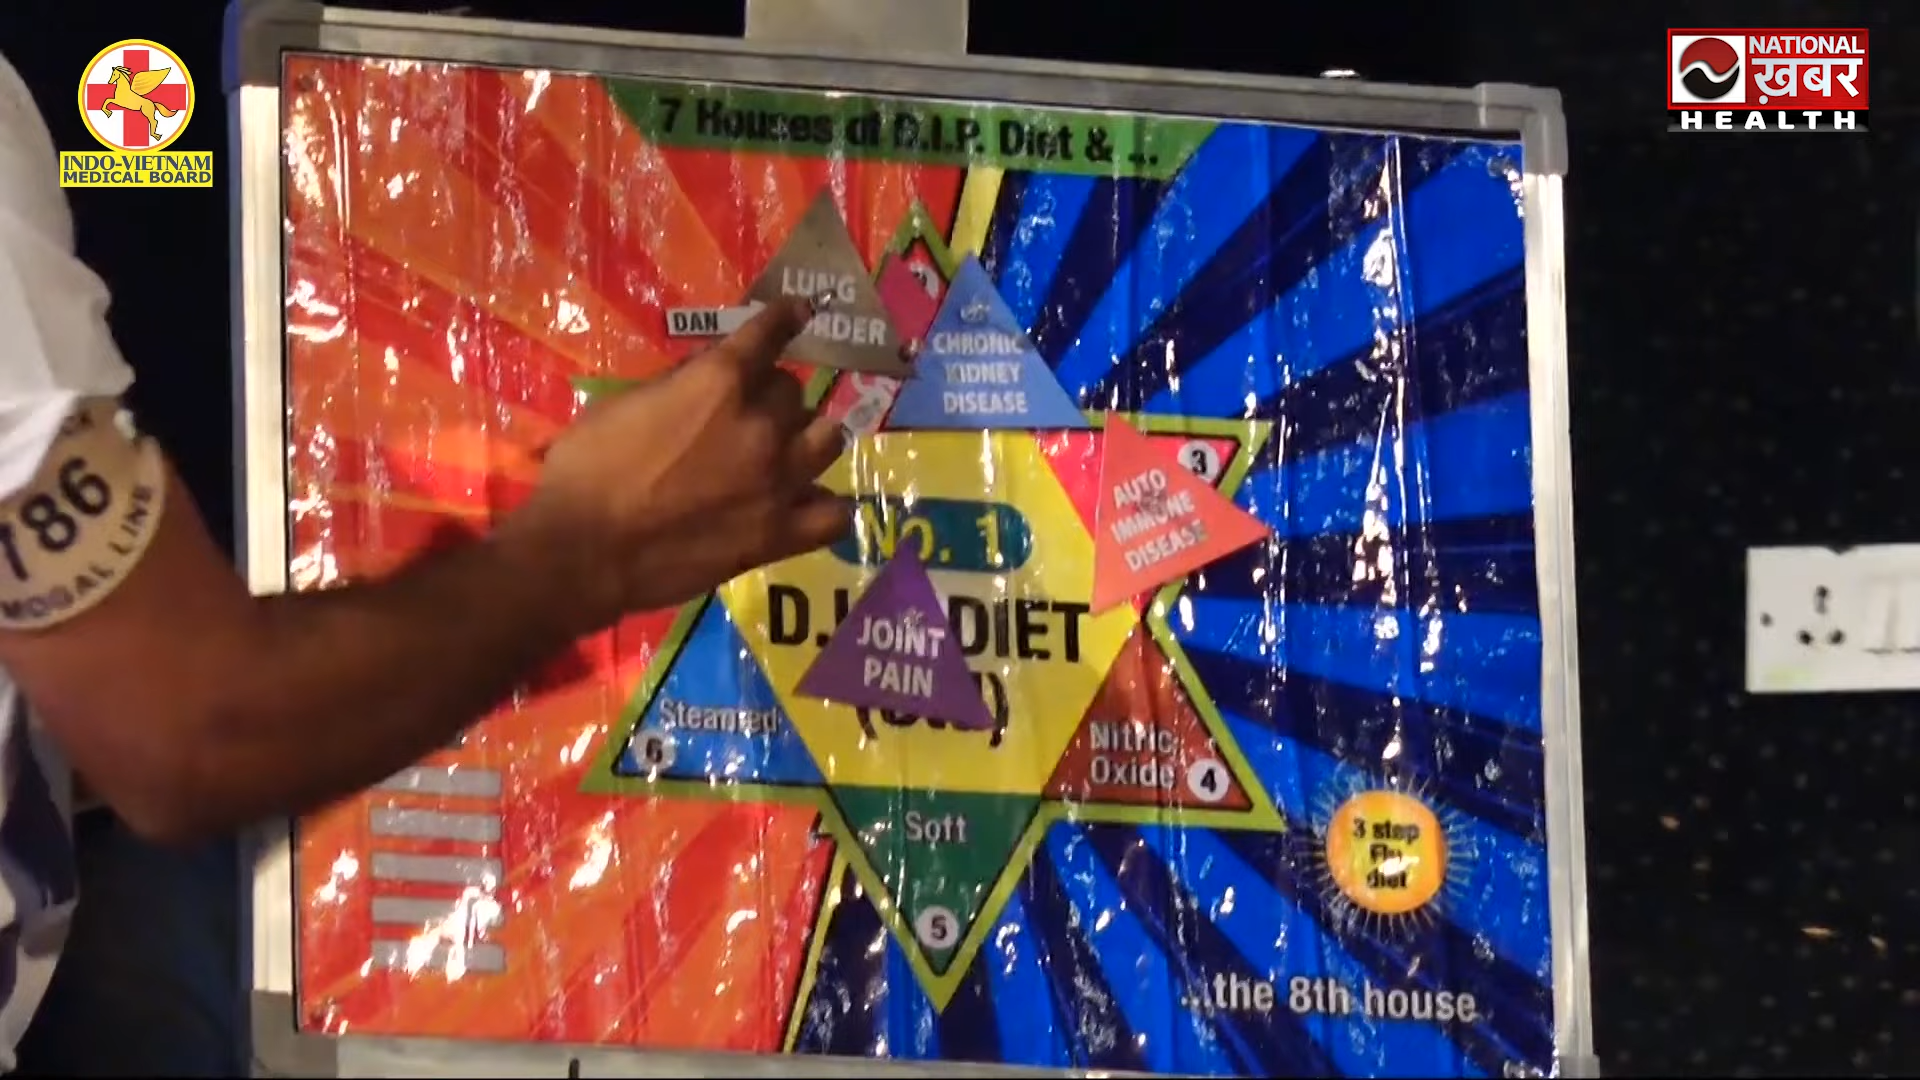 INDO-VIETNAM
MEDICAL BOARD
NATIONAL
ख़बर
HEALTH
7 Houses of D.I.P. Diet & ...
LUNG
DAN
CHRONIC
KIDNEY
DISEASE
3
AUTO
IMMUNE
DISEASE
786
MOGAL LINE
No. 1
DIET
JOINT
PAIN
Steamed
6
Nitric
Oxide 4
Soft
5
3 step
Flu
diet
...the 8th house